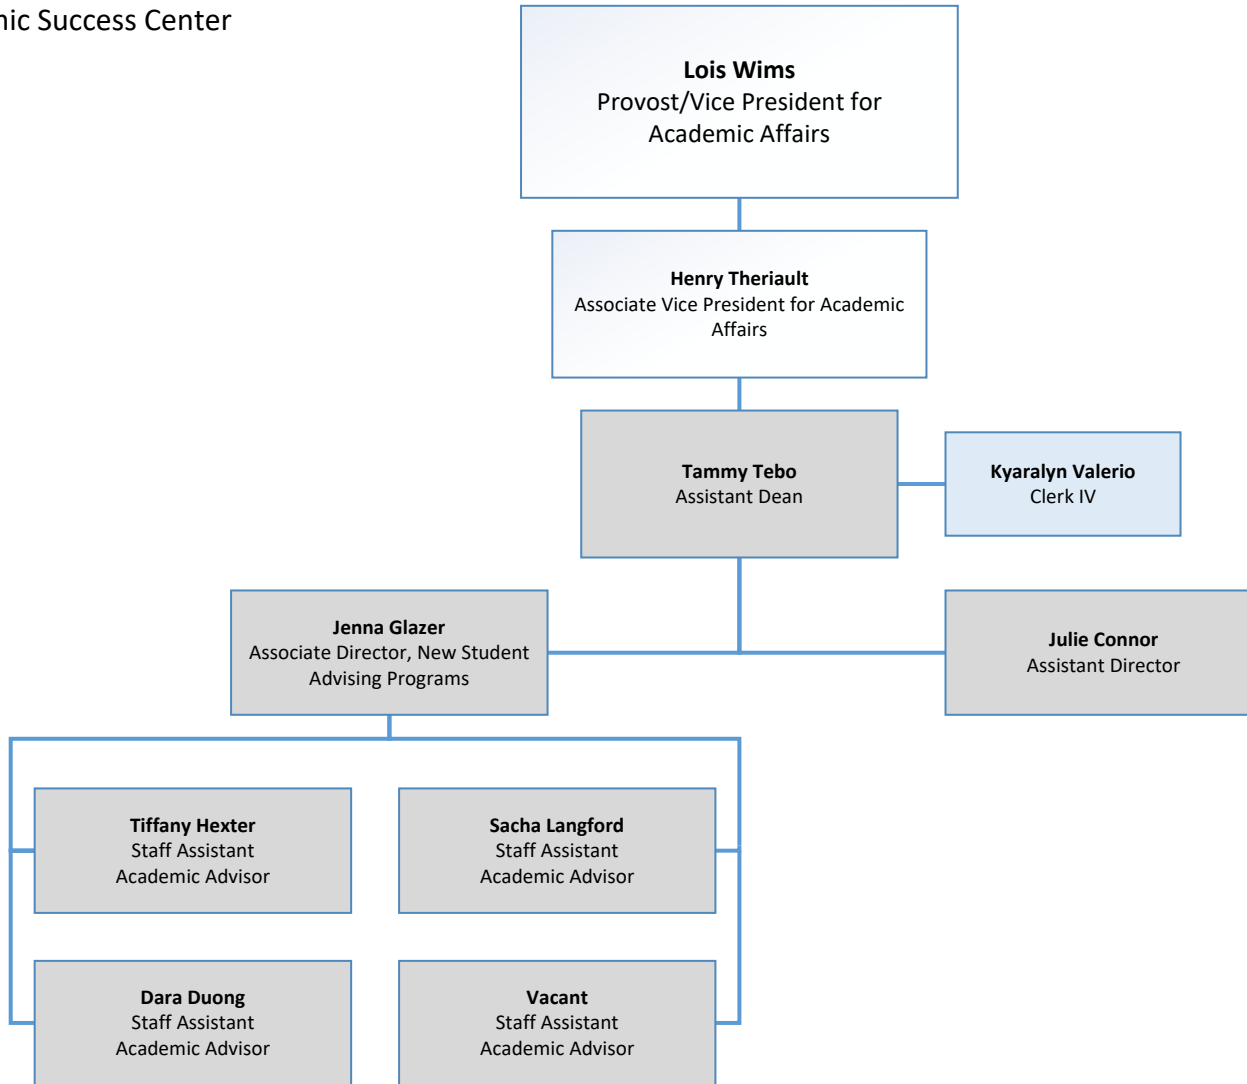 Success Center
Lois Wims
Provost/Vice President for
Academic Affairs
Henry Theriault
Associate Vice President for Academic
Affairs
Tammy Tebo
Assistant Dean
Kyaralyn Valerio
Clerk IV
Jenna Glazer
Associate Director, New Student
Advising Programs
Julie Connor
Assistant Director
Tiffany Hexter
Staff Assistant
Academic Advisor
Sacha Langford
Staff Assistant
Academic Advisor
Dara Duong
Staff Assistant
Academic Advisor
Vacant
Staff Assistant
Academic Advisor